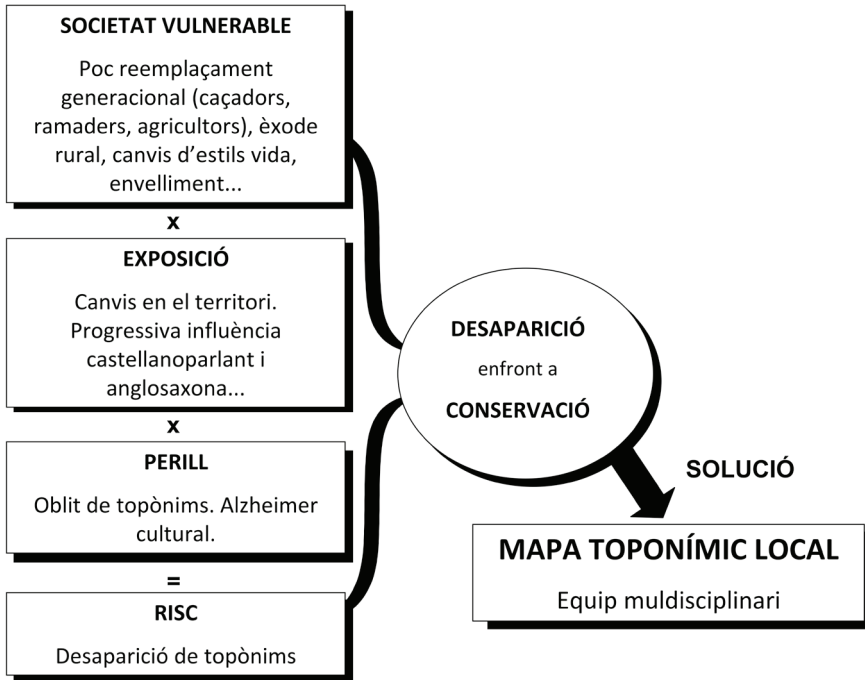 SOCIETAT VULNERABLE
Poc reemplaçament
generacional (caçadors,
ramaders, agricultors), èxode
rural, canvis d'estils vida,
envelliment...
x
EXPOSICIÓ
Canvis en el territori.
Progressiva influència
castellanoparlant i
anglosaxona...
x
PERILL
Oblit de topònims. Alzheimer
cultural.
=
RISC
Desaparició de topònims
DESAPARICIÓ
enfront a
CONSERVACIÓ
SOLUCIÓ
MAPA TOPONÍMIC LOCAL
Equip muldisciplinari